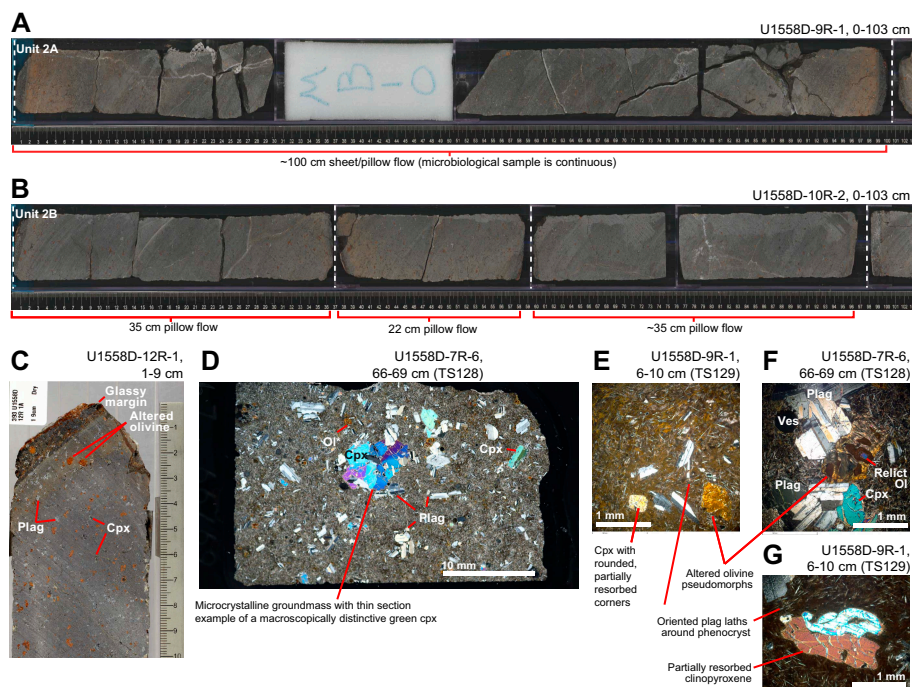 A
U1558D-9R-1, 0-103 cm
Unit 2A
M
B
I
O
~100 cm sheet/pillow flow (microbiological sample is continuous)
B
U1558D-10R-2, 0-103 cm
Unit 2B
35 cm pillow flow
22 cm pillow flow
~35 cm pillow flow
C
U1558D-12R-1,
1-9 cm
Glassy
margin
Altered
olivine
Plag
Cpx
D
U1558D-7R-6,
66-69 cm (TS128)
Ol
Cpx
Cpx
Plag
10 mm
Microcrystalline groundmass with thin section
example of a macroscopically distinctive green cpx
E
U1558D-9R-1,
6-10 cm (TS129)
1 mm
Cpx with
rounded,
partially
resorbed
corners
F
U1558D-7R-6,
66-69 cm (TS128)
Plag
Ves
Relict
Ol
Plag
Cpx
1 mm
Altered olivine
pseudomorphs
G
U1558D-9R-1,
6-10 cm (TS129)
Oriented plag laths
around phenocryst
Partially resorbed
clinopyroxene
1 mm